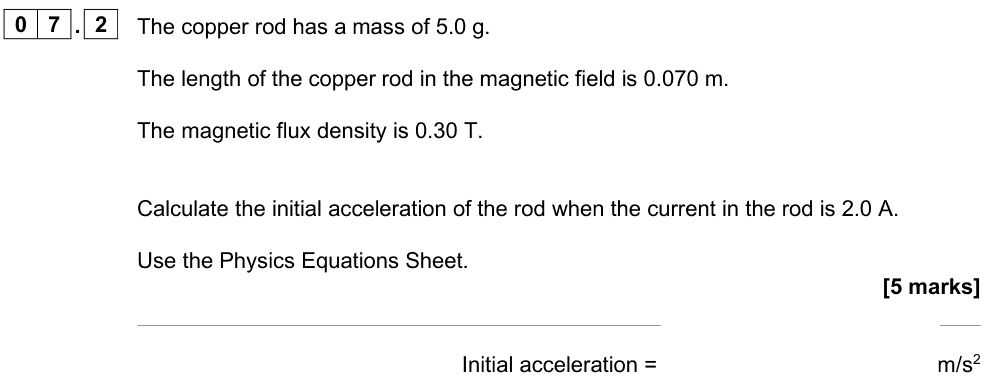 0 7 . 2 The copper rod has a mass of 5.0 g.
The length of the copper rod in the magnetic field is 0.070 m.
The magnetic flux density is 0.30 T.
Calculate the initial acceleration of the rod when the current in the rod is 2.0 A.
Use the Physics Equations Sheet.
[5 marks]
Initial acceleration = m/s²